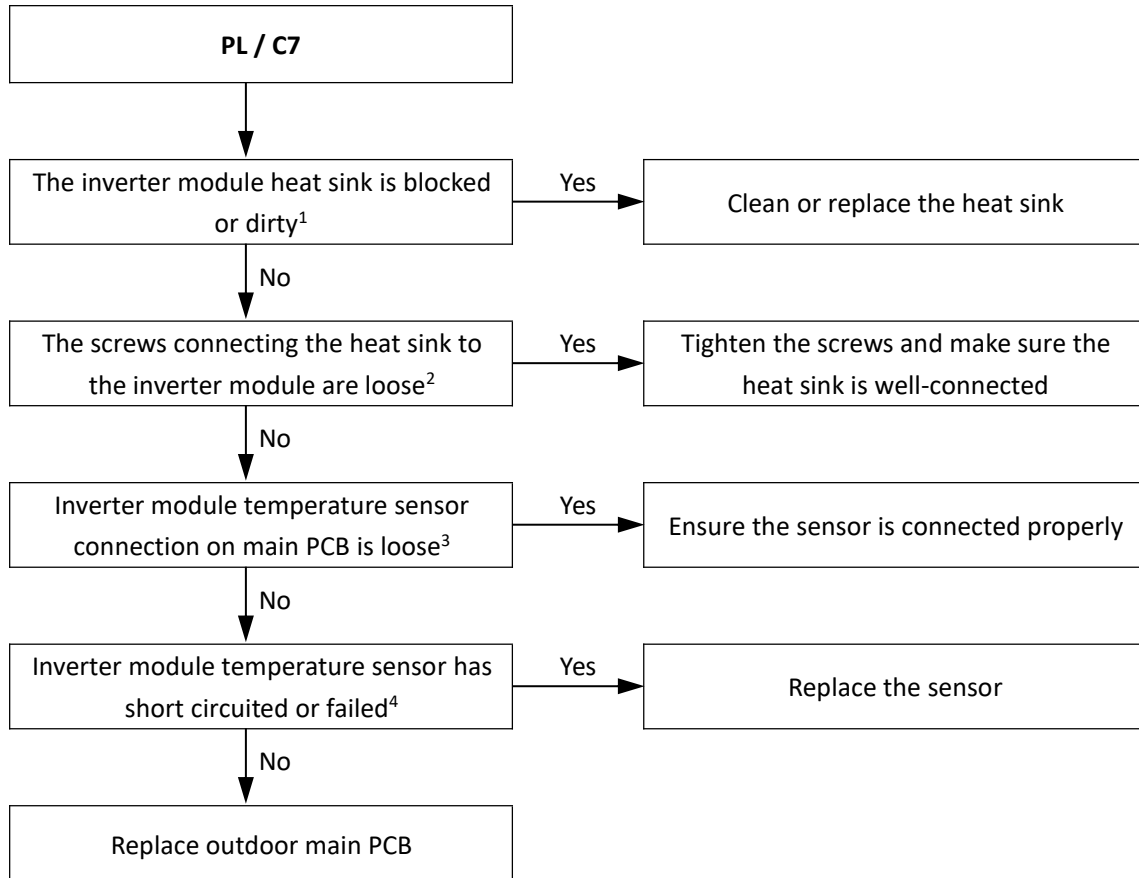 PL / C7
The inverter module heat sink is blocked
or dirty1
Yes
Clean or replace the heat sink
No
The screws connecting the heat sink to
the inverter module are loose2
Yes
Tighten the screws and make sure the
heat sink is well-connected
No
Inverter module temperature sensor
connection on main PCB is loose3
Yes
Ensure the sensor is connected properly
No
Inverter module temperature sensor has
short circuited or failed4
Yes
Replace the sensor
No
Replace outdoor main PCB